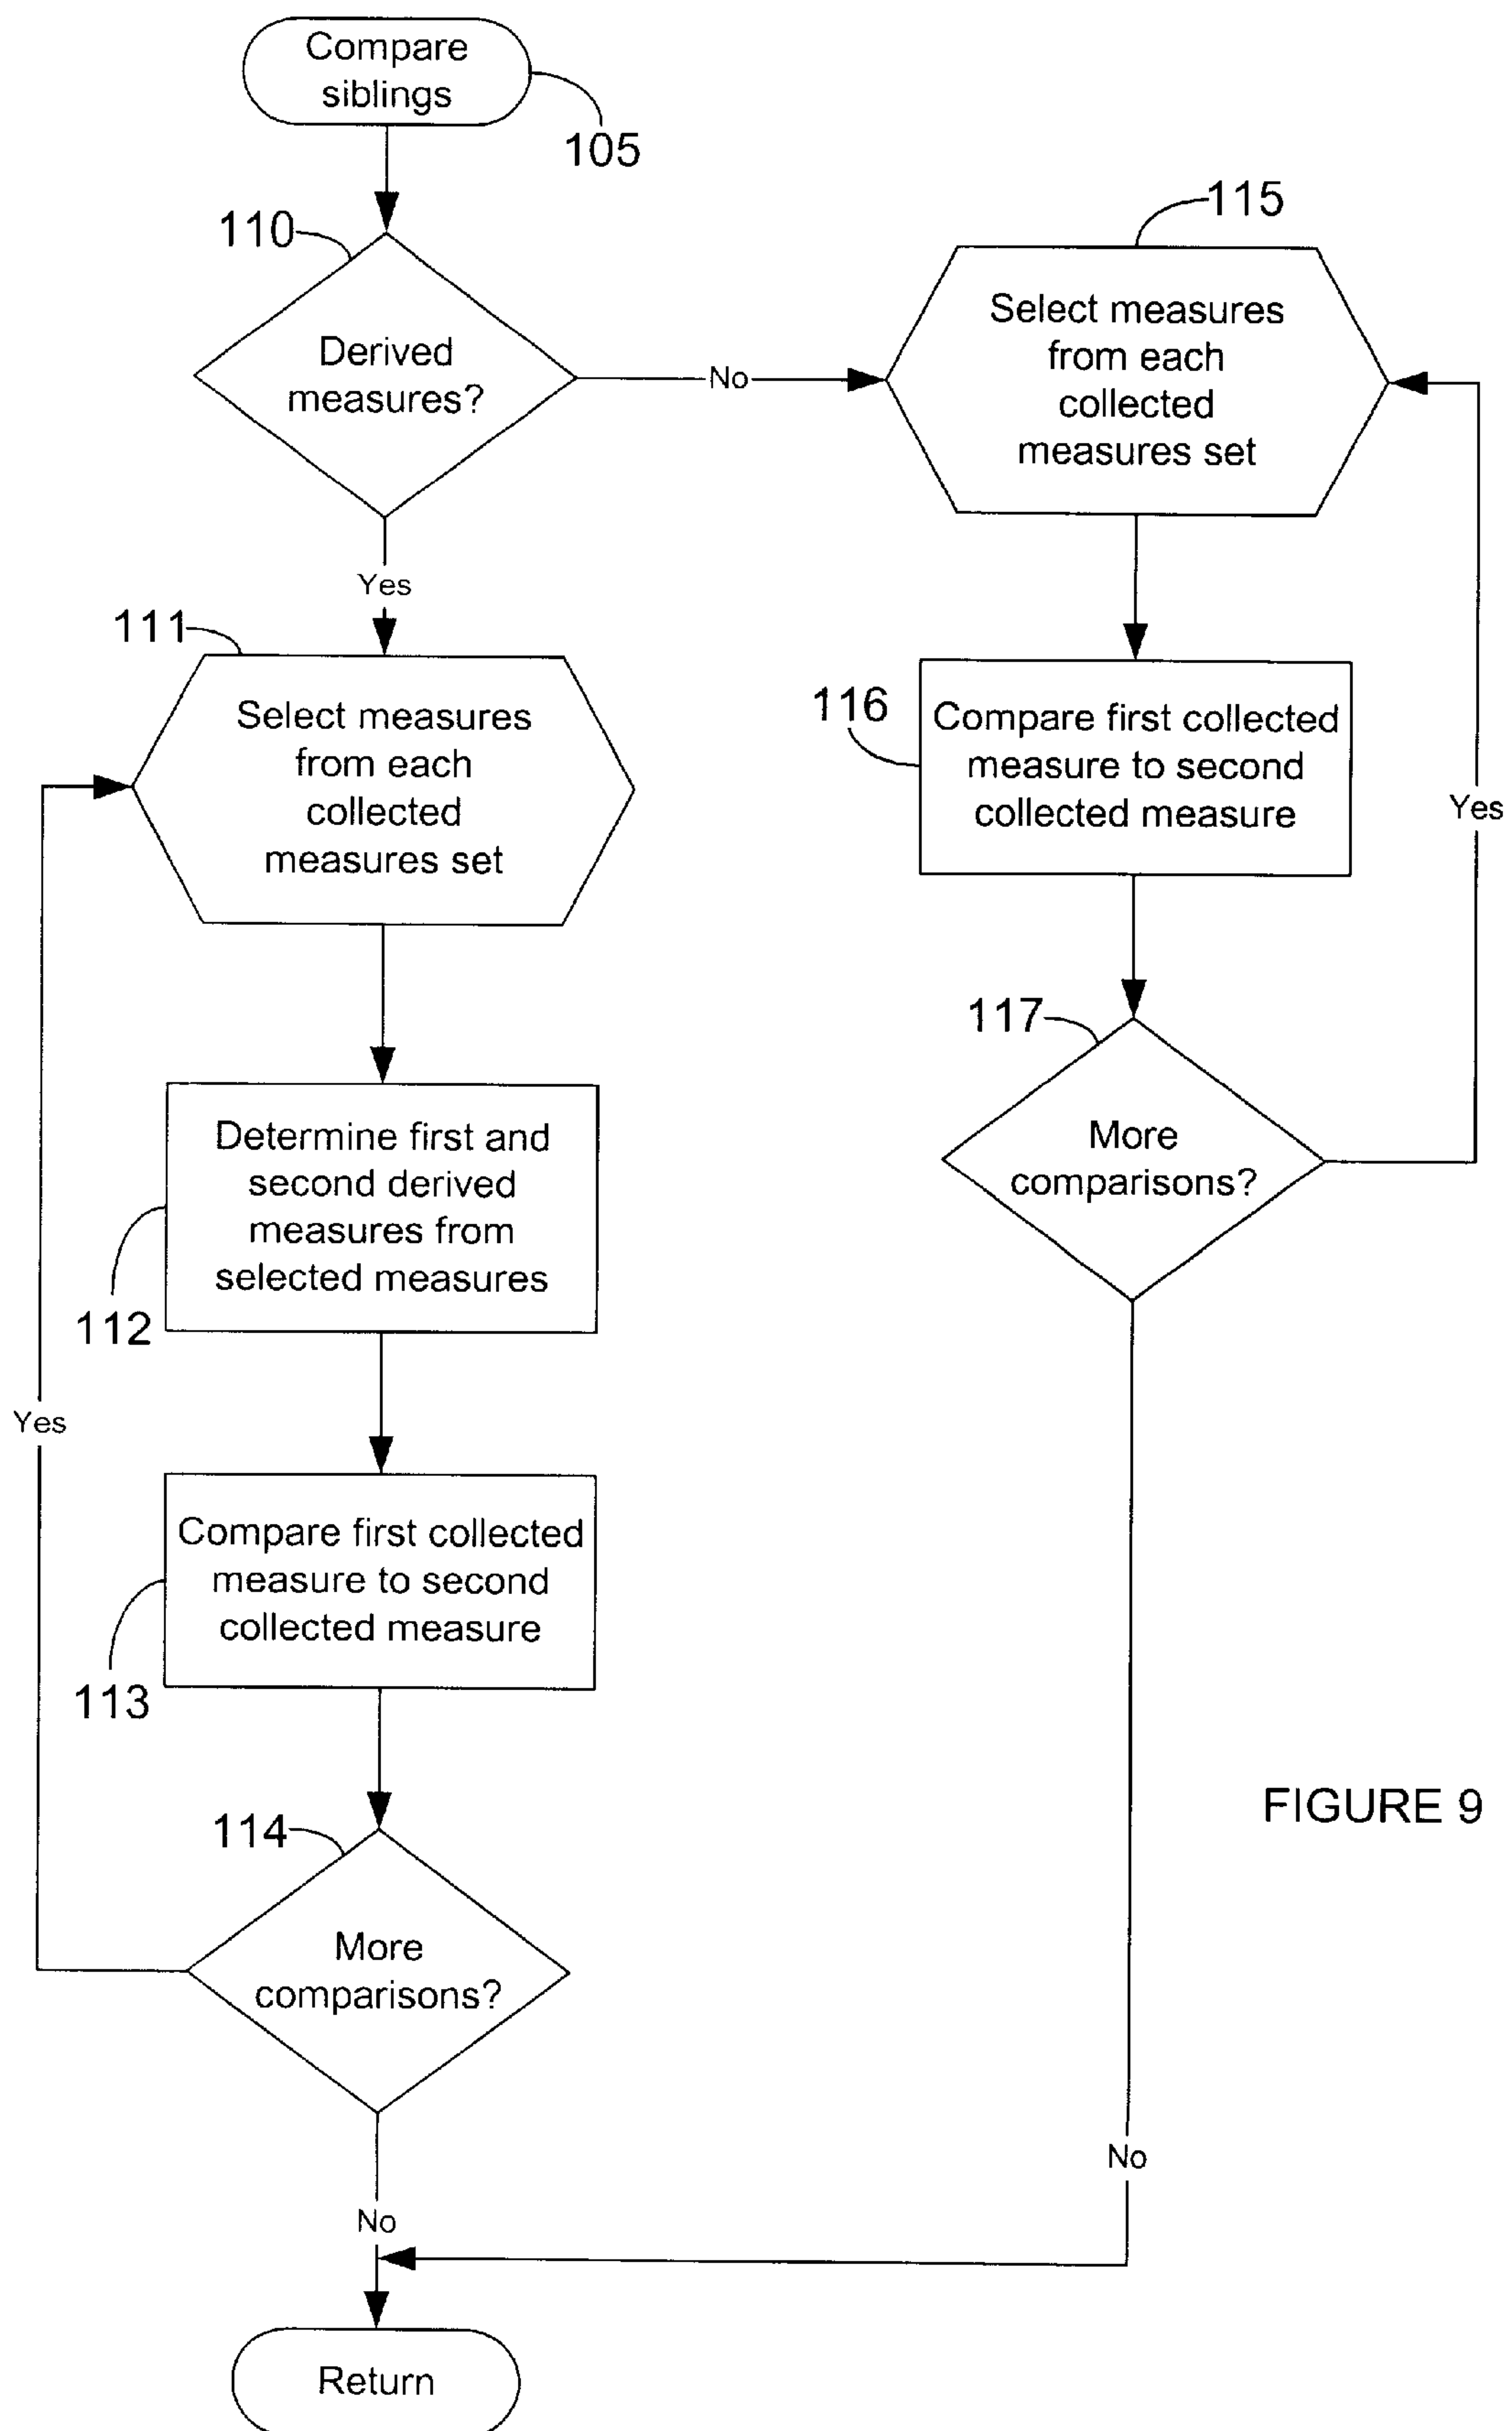 Compare
siblings
105
110
Derived
measures?
No
Yes
115
Select measures
from each
collected
measures set
111
Select measures
from each
collected
measures set
116
Compare first collected
measure to second
collected measure
Yes
117
More
comparisons?
Determine first and
second derived
measures from
selected measures
112
Yes
Compare first collected
measure to second
collected measure
113
114
More
comparisons?
No
No
Return
FIGURE 9